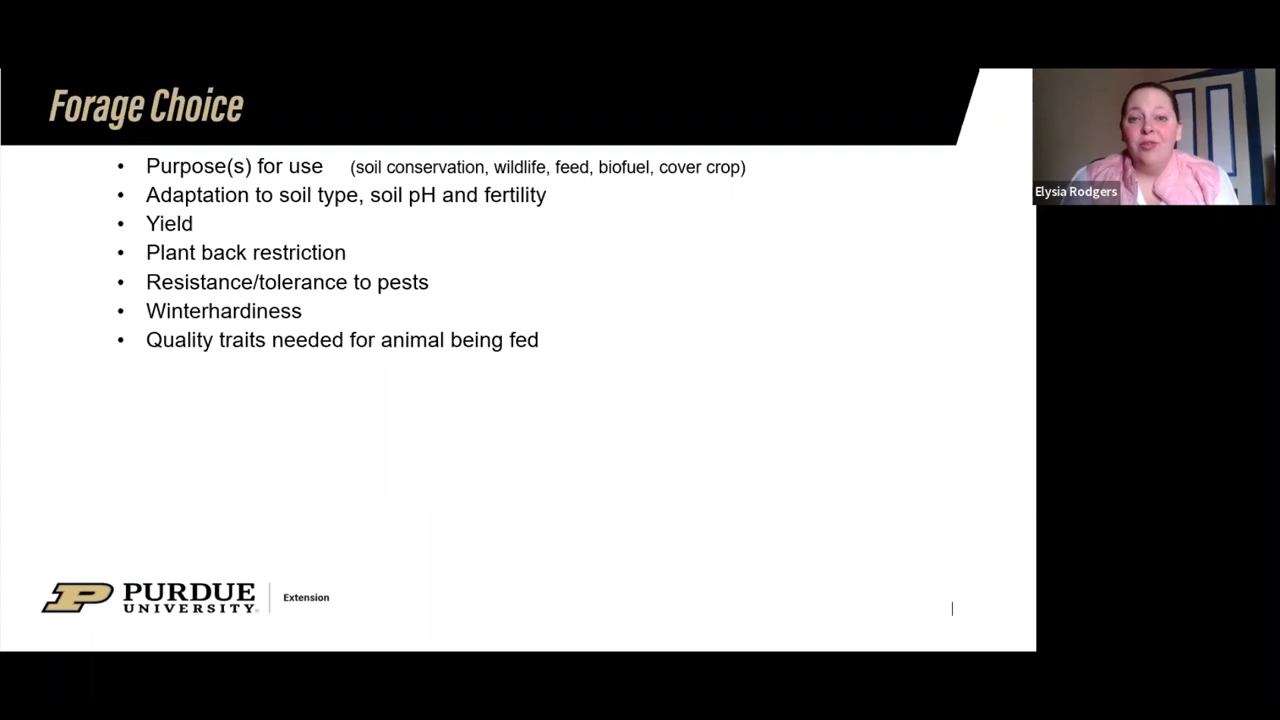 Forage Choice
• Purpose(s) for use (soil conservation, wildlife, feed, biofuel, cover crop)
• Adaptation to soil type, soil pH and fertility
• Yield
• Plant back restriction
• Resistance/tolerance to pests
• Winterhardiness
• Quality traits needed for animal being fed
Elysia Rodgers
P PURDUE UNIVERSITY | Extension